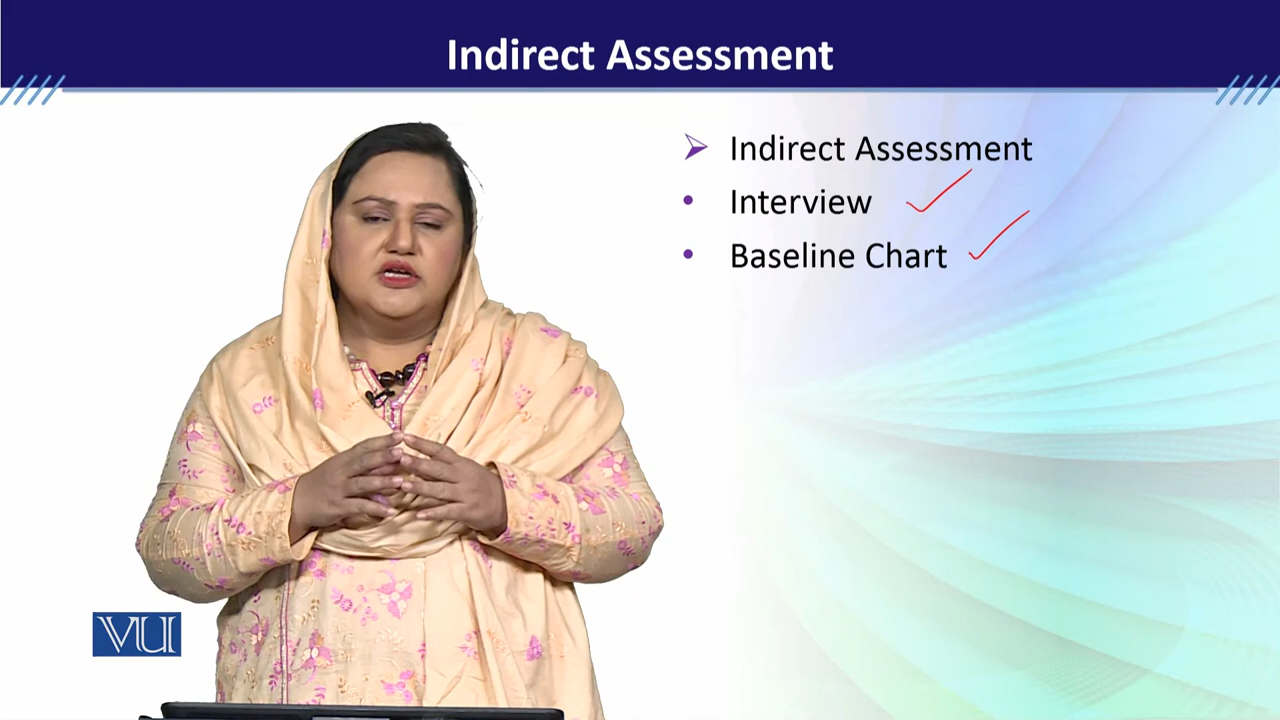 Indirect Assessment
Indirect Assessment
Interview
Baseline Chart
VU